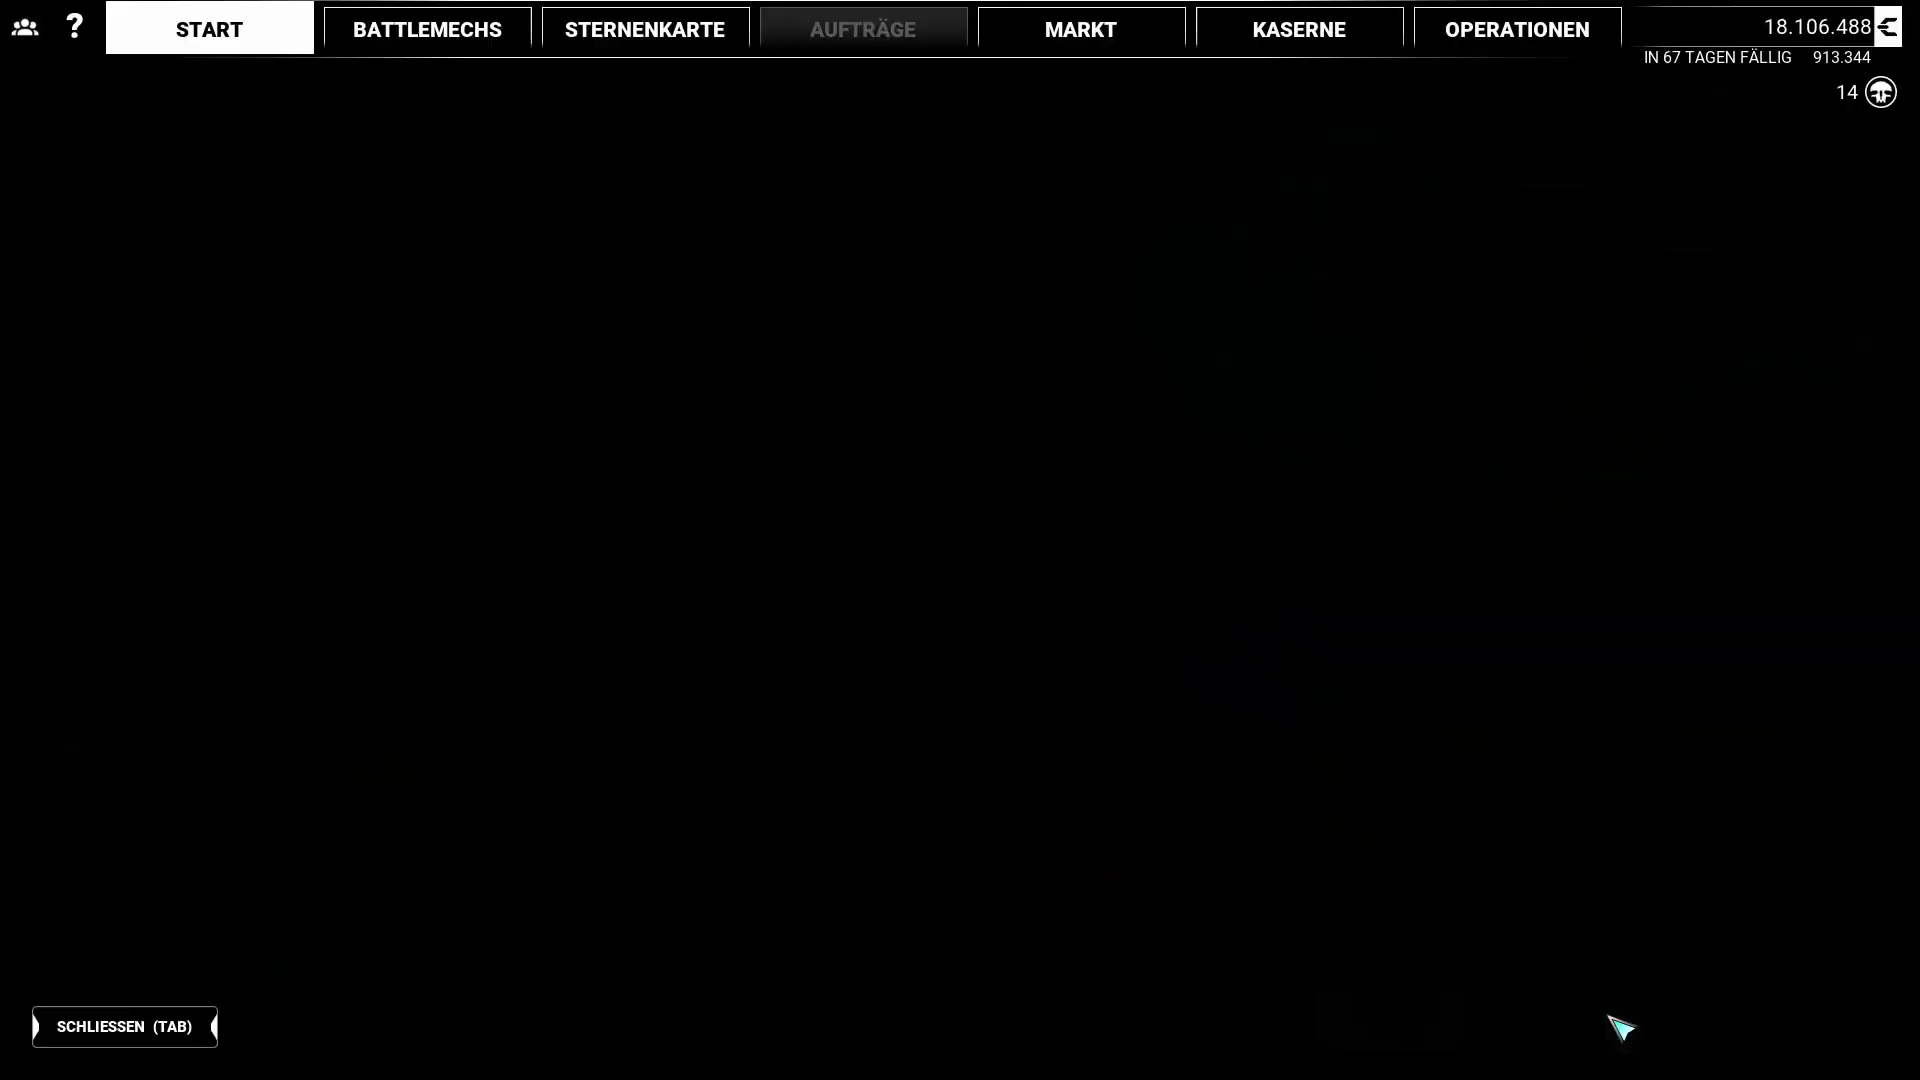 ?
START
BATTLEMECHS
STERNENKARTE
AUFTRÄGE
MARKT
KASERNE
OPERATIONEN
18.106.488
IN 67 TAGEN FÄLLIG 913.344
14
SCHLIESSEN (TAB)